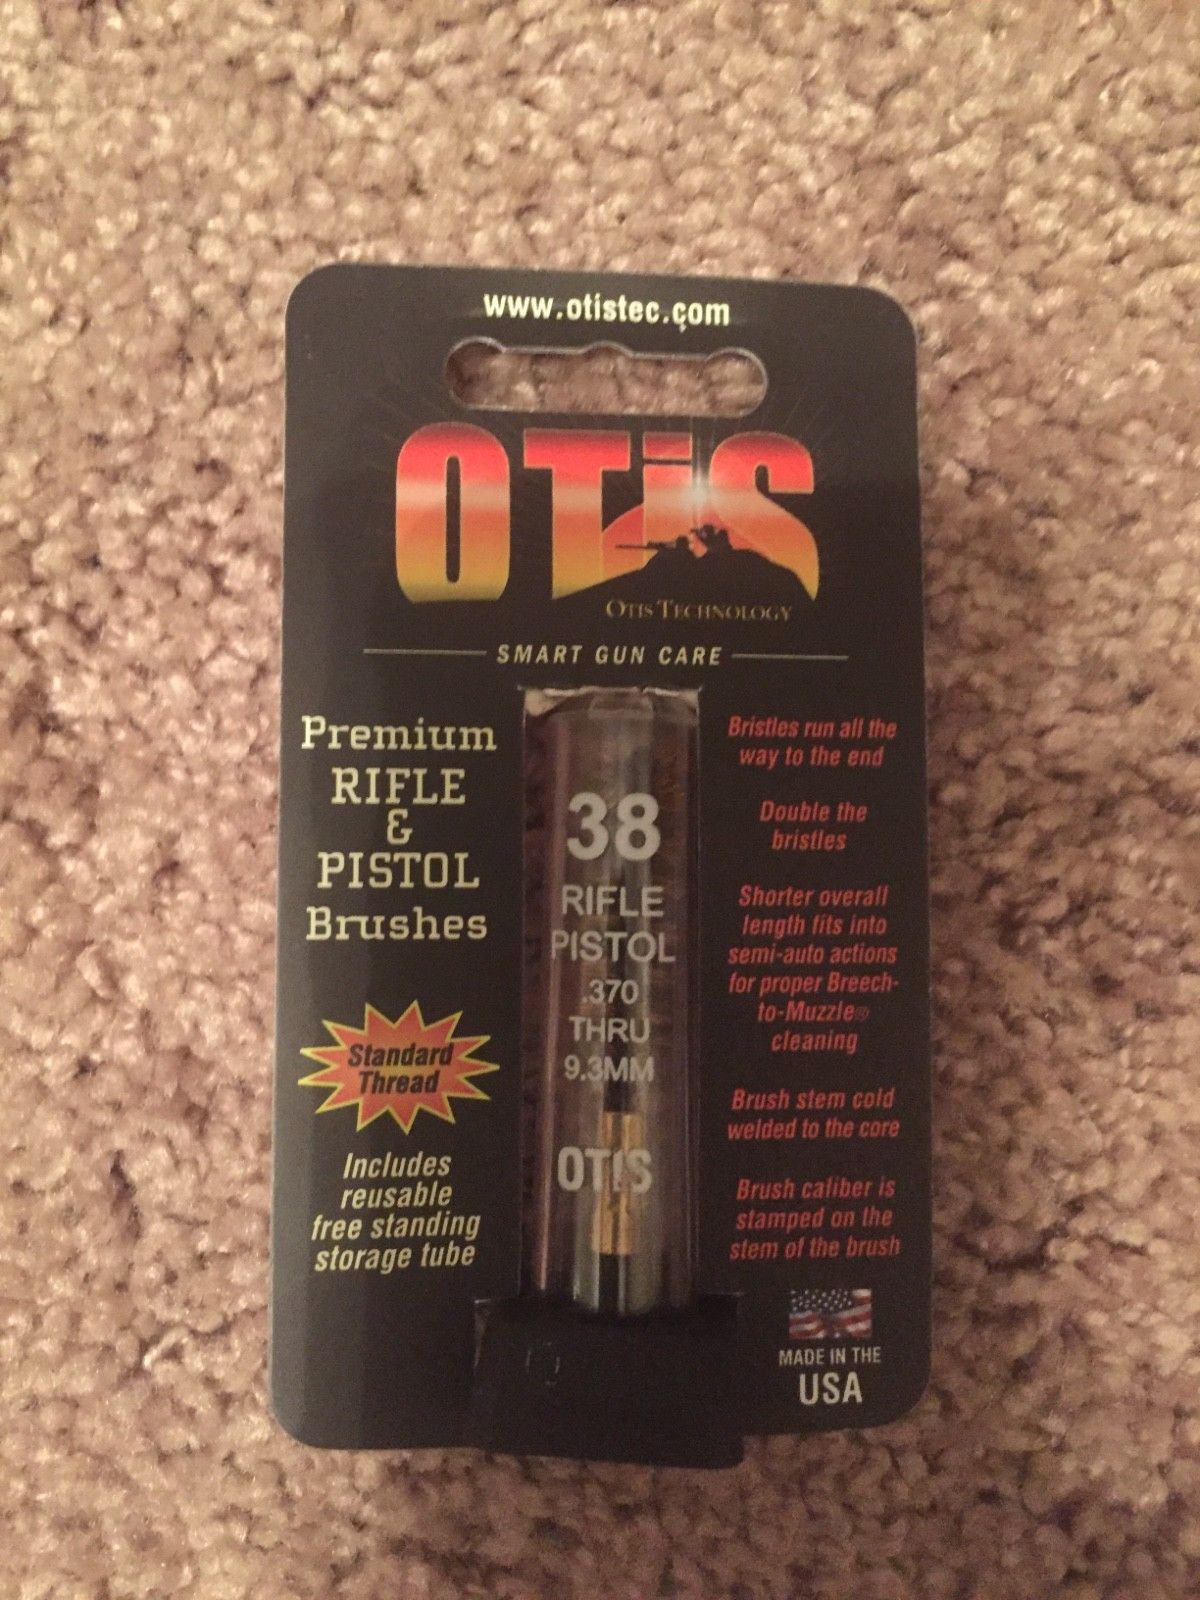 www.otistec.com
OTiS
OTIS TECHNOLOGY
SMART GUN CARE
Premium
RIFLE
&
PISTOL
Brushes
Standard
Thread
Includes
reusable
free standing
storage tube
38
RIFLE
PISTOL
.370
THRU
9.3MM
OTIS
Bristles run all the
way to the end
Double the
bristles
Shorter overall
length fits into
semi-auto actions
for proper Breech-
to-Muzzle®
cleaning
Brush stem cold
welded to the core
Brush caliber is
stamped on the
stem of the brush
MADE IN THE
USA